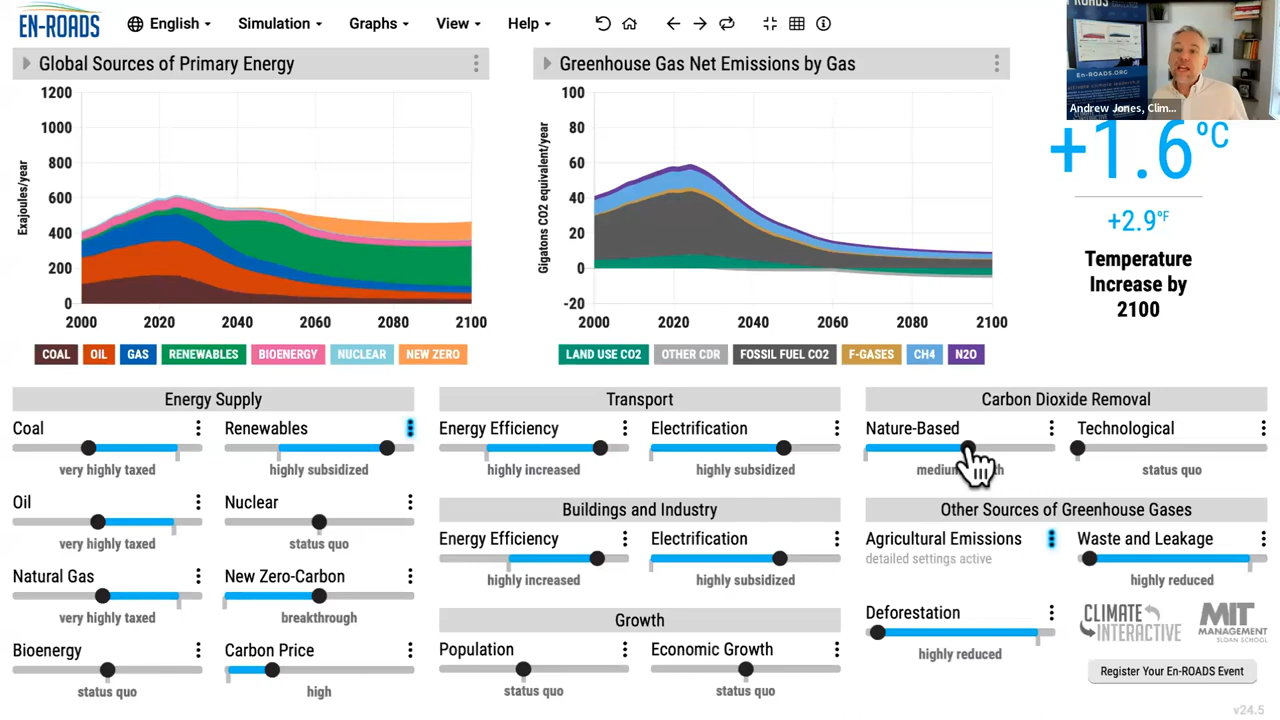 EN-ROADS
English
Simulation
Graphs
View
Help
En-ROADS.ORG
Andrew Jones, Clim...
Global Sources of Primary Energy
1200
1000
800
600
400
200
0
Exajoules/year
2000 2020 2040 2060 2080 2100
COAL OIL GAS RENEWABLES BIOENERGY NUCLEAR NEW ZERO
Greenhouse Gas Net Emissions by Gas
100
80
60
40
20
0
-20
Gigatons CO2 equivalent/year
2000 2020 2040 2060 2080 2100
LAND USE CO2 OTHER CDR FOSSIL FUEL CO2 F-GASES CH4 N2O
+1.6 °C
+2.9°F
Temperature
Increase by
2100
Energy Supply
Coal
very highly taxed
Renewables
highly subsidized
Oil
very highly taxed
Nuclear
status quo
Natural Gas
very highly taxed
New Zero-Carbon
breakthrough
Bioenergy
status quo
Carbon Price
high
Transport
Energy Efficiency
highly increased
Electrification
highly subsidized
Buildings and Industry
Energy Efficiency
highly increased
Electrification
highly subsidized
Growth
Population
status quo
Economic Growth
status quo
Carbon Dioxide Removal
Nature-Based
Technological
status quo
Other Sources of Greenhouse Gases
Agricultural Emissions
detailed settings active
Waste and Leakage
highly reduced
Deforestation
highly reduced
CLIMATE
INTERACTIVE
MIT
MANAGEMENT
SLOAN SCHOOL
Register Your En-ROADS Event
v24.5